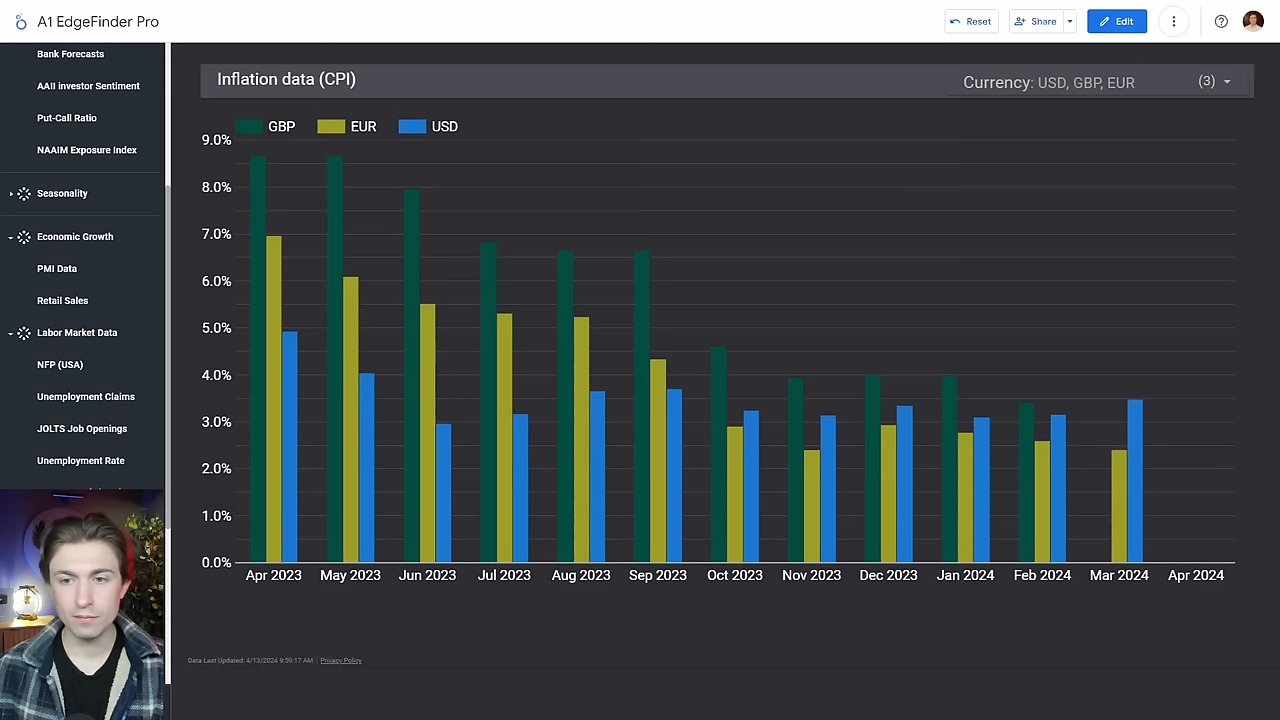 A1 EdgeFinder Pro
Reset
Share
Edit
Bank Forecasts
AAII investor Sentiment
Put-Call Ratio
NAAIM Exposure Index
Seasonality
Economic Growth
PMI Data
Retail Sales
Labor Market Data
NFP (USA)
Unemployment Claims
JOLTS Job Openings
Unemployment Rate
Inflation data (CPI)
Currency: USD, GBP, EUR (3)
GBP EUR USD
9.0%
8.0%
7.0%
6.0%
5.0%
4.0%
3.0%
2.0%
1.0%
0.0%
Apr 2023 May 2023 Jun 2023 Jul 2023 Aug 2023 Sep 2023 Oct 2023 Nov 2023 Dec 2023 Jan 2024 Feb 2024 Mar 2024 Apr 2024
Data Last Updated: 4/13/2024 9:59:17 AM Privacy Policy